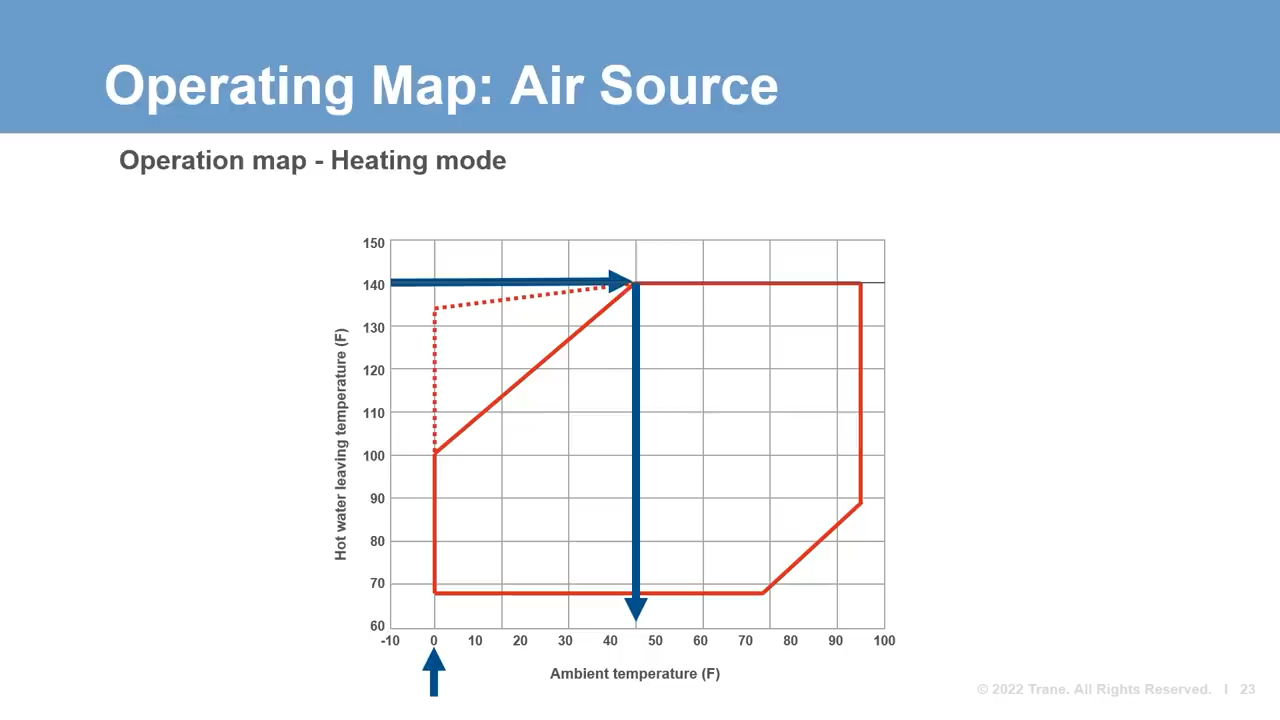 Operating Map: Air Source
Operation map - Heating mode
150
140
130
120
110
100
90
80
70
60
Hot water leaving temperature (F)
-10 0 10 20 30 40 50 60 70 80 90 100
Ambient temperature (F)
© 2022 Trane. All Rights Reserved. I 23